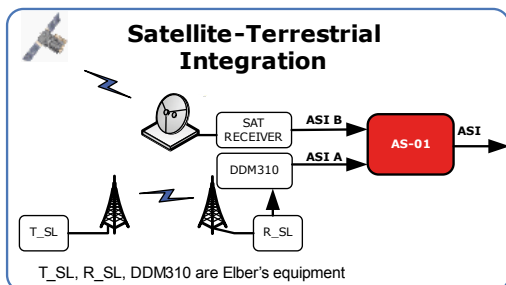 Satellite-Terrestrial
Integration
SAT
RECEIVER
ASI B
AS-01
ASI
DDM310
ASI A
T_SL
R_SL
T_SL, R_SL, DDM310 are Elber's equipment